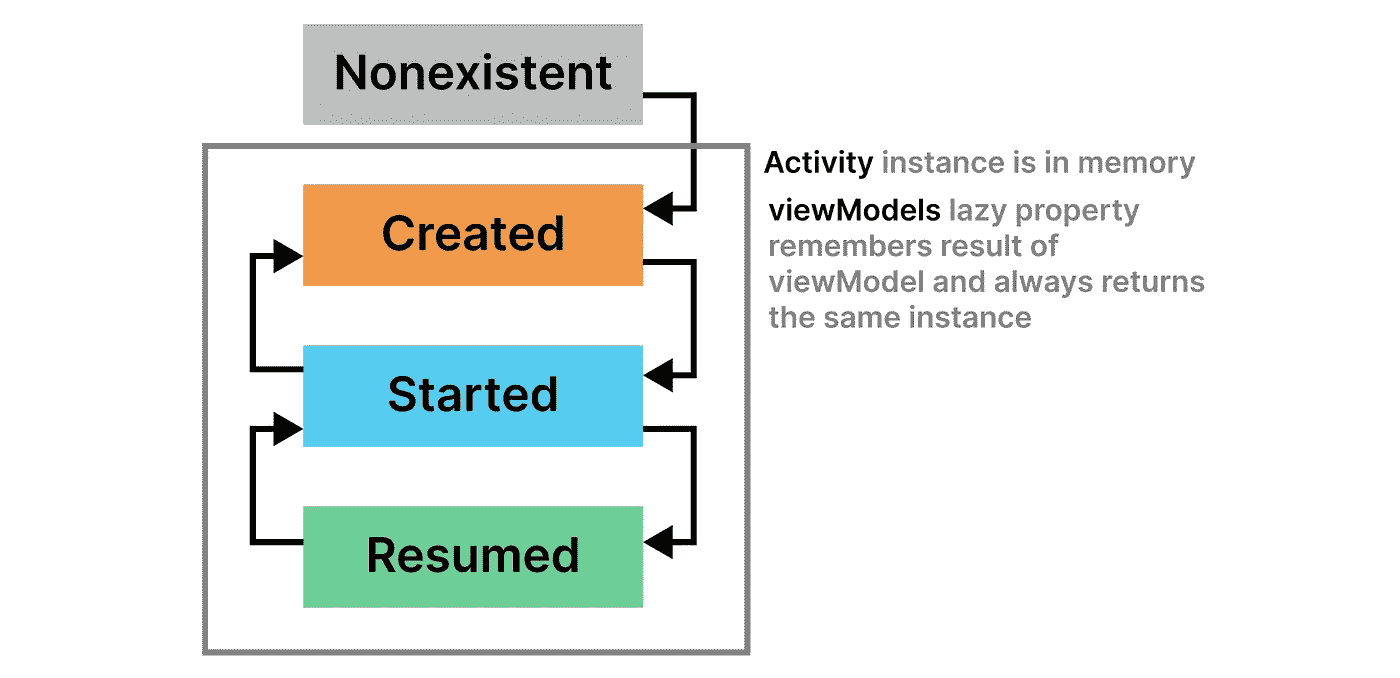 Nonexistent
Activity instance is in memory
Created
viewModels lazy property
remembers result of
viewModel and always returns
the same instance
Started
Resumed